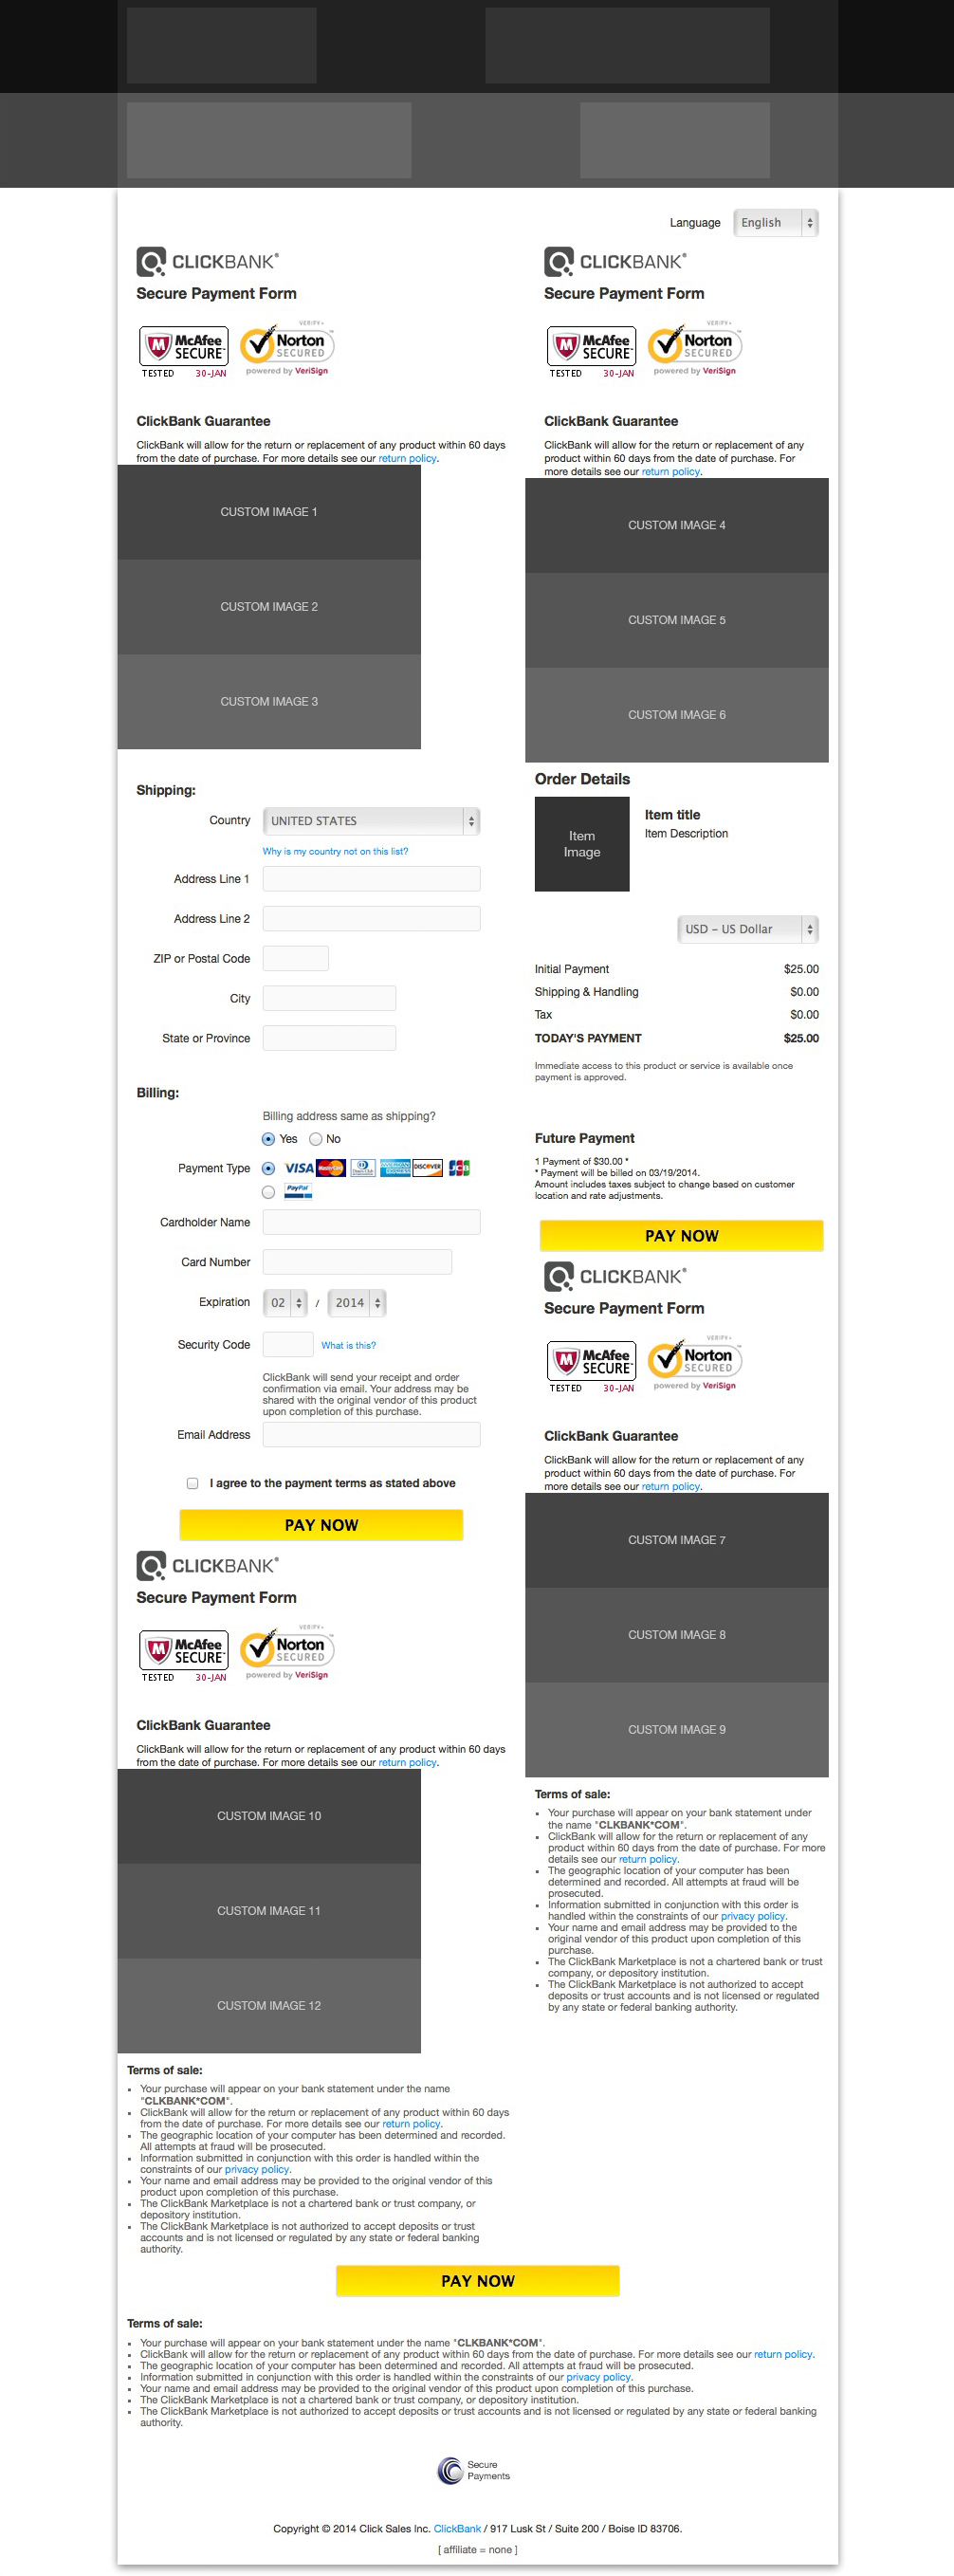 Language English
CLICKBANK®
Secure Payment Form
McAfee SECURE™
TESTED 30-JAN
VERIFY▸
Norton™
SECURED
powered by VeriSign
ClickBank Guarantee
ClickBank will allow for the return or replacement of any product within 60 days
from the date of purchase. For more details see our return policy.
CUSTOM IMAGE 1
CUSTOM IMAGE 2
CUSTOM IMAGE 3
Shipping:
Country UNITED STATES
Why is my country not on this list?
Address Line 1
Address Line 2
ZIP or Postal Code
City
State or Province
Billing:
Billing address same as shipping?
Yes No
Payment Type VISA MasterCard Diners Club AMERICAN EXPRESS DISCOVER JCB
PayPal
Cardholder Name
Card Number
Expiration 02 / 2014
Security Code What is this?
ClickBank will send your receipt and order
confirmation via email. Your address may be
shared with the original vendor of this product
upon completion of this purchase.
Email Address
I agree to the payment terms as stated above
PAY NOW
CLICKBANK®
Secure Payment Form
McAfee SECURE™
TESTED 30-JAN
VERIFY▸
Norton™
SECURED
powered by VeriSign
ClickBank Guarantee
ClickBank will allow for the return or replacement of any product within 60 days
from the date of purchase. For more details see our return policy.
CUSTOM IMAGE 10
CUSTOM IMAGE 11
CUSTOM IMAGE 12
Terms of sale:
Your purchase will appear on your bank statement under the name
"CLKBANK*COM".
ClickBank will allow for the return or replacement of any product within 60 days
from the date of purchase. For more details see our return policy.
The geographic location of your computer has been determined and recorded.
All attempts at fraud will be prosecuted.
Information submitted in conjunction with this order is handled within the
constraints of our privacy policy.
Your name and email address may be provided to the original vendor of this
product upon completion of this purchase.
The ClickBank Marketplace is not a chartered bank or trust company, or
depository institution.
The ClickBank Marketplace is not authorized to accept deposits or trust
accounts and is not licensed or regulated by any state or federal banking
authority.
CLICKBANK®
Secure Payment Form
McAfee SECURE™
TESTED 30-JAN
VERIFY▸
Norton™
SECURED
powered by VeriSign
ClickBank Guarantee
ClickBank will allow for the return or replacement of any
product within 60 days from the date of purchase. For
more details see our return policy.
CUSTOM IMAGE 4
CUSTOM IMAGE 5
CUSTOM IMAGE 6
Order Details
Item
Image
Item title
Item Description
USD – US Dollar
Initial Payment $25.00
Shipping & Handling $0.00
Tax $0.00
TODAY'S PAYMENT $25.00
Immediate access to this product or service is available once
payment is approved.
Future Payment
1 Payment of $30.00 *
* Payment will be billed on 03/19/2014.
Amount includes taxes subject to change based on customer
location and rate adjustments.
PAY NOW
CLICKBANK®
Secure Payment Form
McAfee SECURE™
TESTED 30-JAN
VERIFY▸
Norton™
SECURED
powered by VeriSign
ClickBank Guarantee
ClickBank will allow for the return or replacement of any
product within 60 days from the date of purchase. For
more details see our return policy.
CUSTOM IMAGE 7
CUSTOM IMAGE 8
CUSTOM IMAGE 9
Terms of sale:
Your purchase will appear on your bank statement under
the name "CLKBANK*COM".
ClickBank will allow for the return or replacement of any
product within 60 days from the date of purchase. For more
details see our return policy.
The geographic location of your computer has been
determined and recorded. All attempts at fraud will be
prosecuted.
Information submitted in conjunction with this order is
handled within the constraints of our privacy policy.
Your name and email address may be provided to the
original vendor of this product upon completion of this
purchase.
The ClickBank Marketplace is not a chartered bank or trust
company, or depository institution.
The ClickBank Marketplace is not authorized to accept
deposits or trust accounts and is not licensed or regulated
by any state or federal banking authority.
PAY NOW
Terms of sale:
Your purchase will appear on your bank statement under the name "CLKBANK*COM".
ClickBank will allow for the return or replacement of any product within 60 days from the date of purchase. For more details see our return policy.
The geographic location of your computer has been determined and recorded. All attempts at fraud will be prosecuted.
Information submitted in conjunction with this order is handled within the constraints of our privacy policy.
Your name and email address may be provided to the original vendor of this product upon completion of this purchase.
The ClickBank Marketplace is not a chartered bank or trust company, or depository institution.
The ClickBank Marketplace is not authorized to accept deposits or trust accounts and is not licensed or regulated by any state or federal banking
authority.
Secure
Payments
Copyright © 2014 Click Sales Inc. ClickBank / 917 Lusk St / Suite 200 / Boise ID 83706.
[ affiliate = none ]